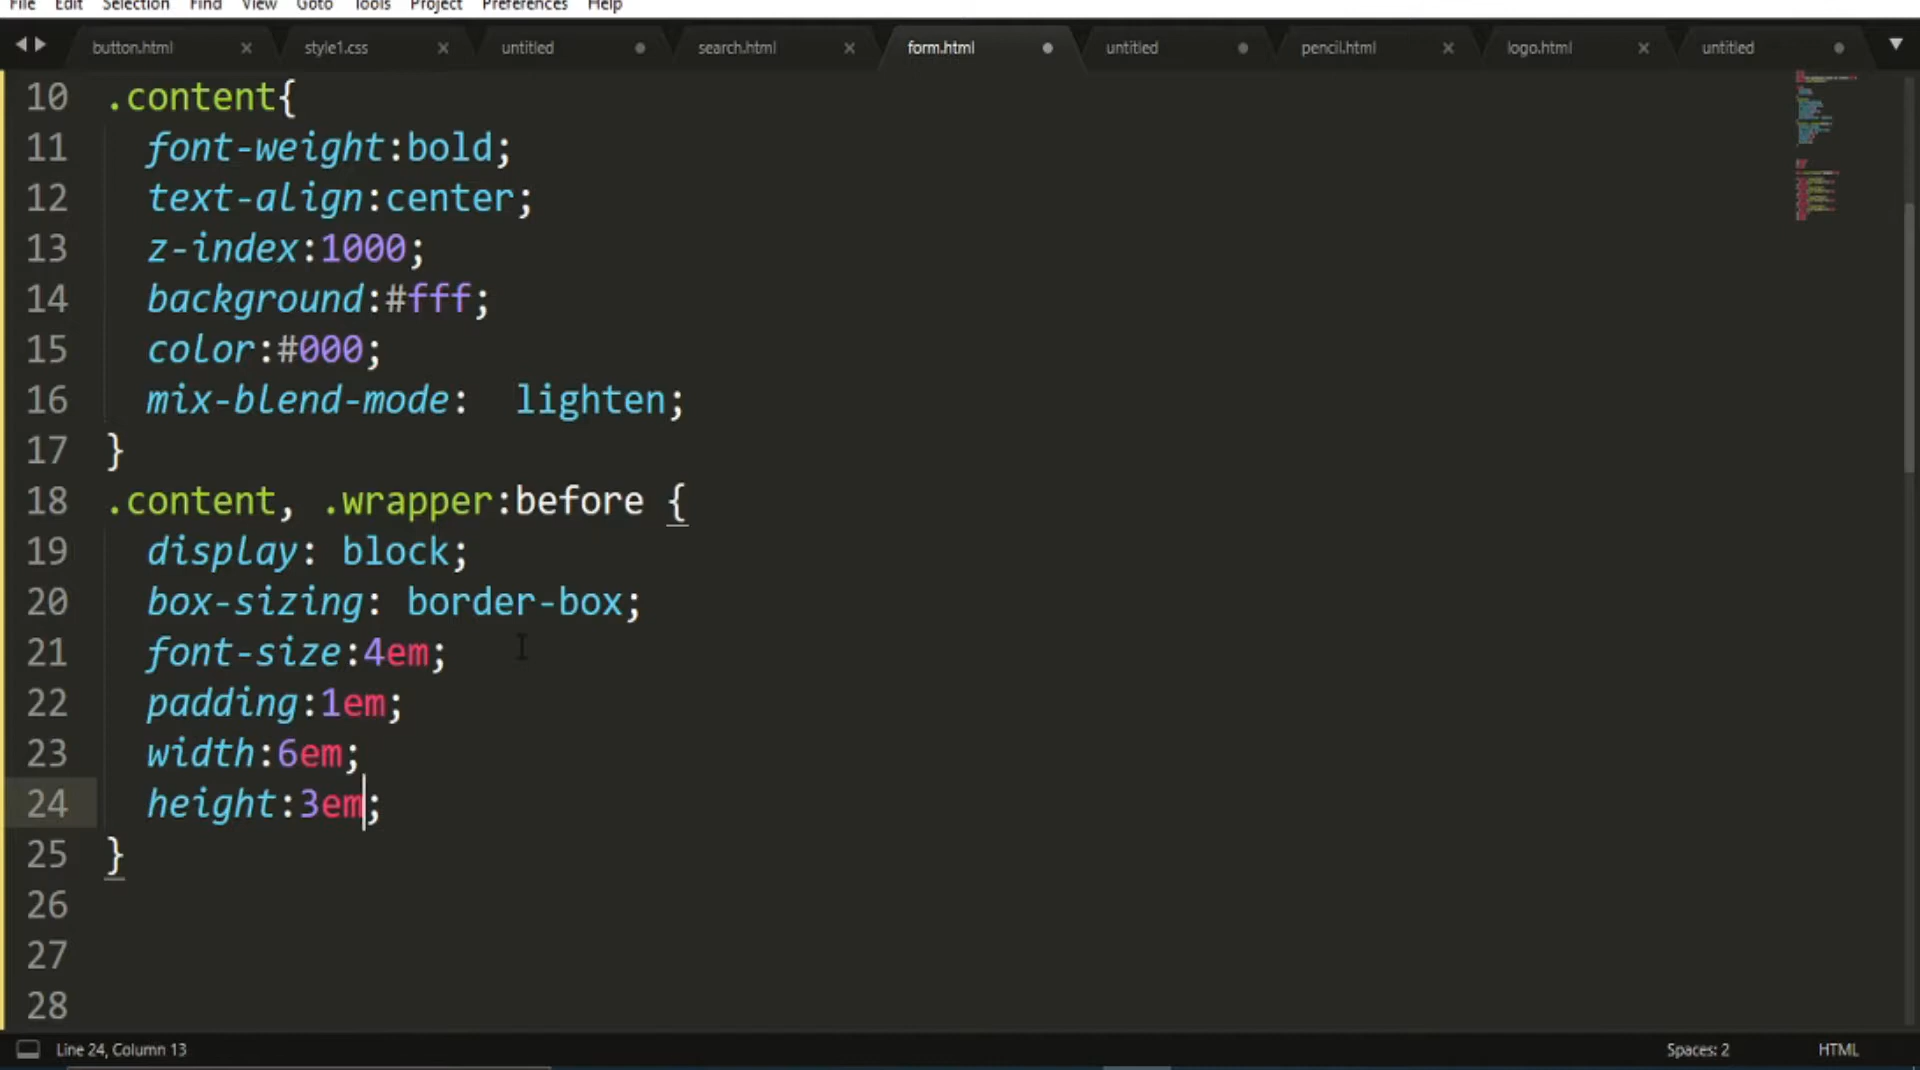 File Edit Selection Find View Goto Tools Project Preferences Help
button.html × style1.css × untitled search.html × form.html untitled pencil.html × logo.html × untitled
10 .content{
11 font-weight:bold;
12 text-align:center;
13 z-index:1000;
14 background:#fff;
15 color:#000;
16 mix-blend-mode:  lighten;
17 }
18 .content, .wrapper:before {
19 display: block;
20 box-sizing: border-box;
21 font-size:4em;
22 padding:1em;
23 width:6em;
24 height:3em;
25 }
26
27
28
Line 24, Column 13 Spaces: 2 HTML